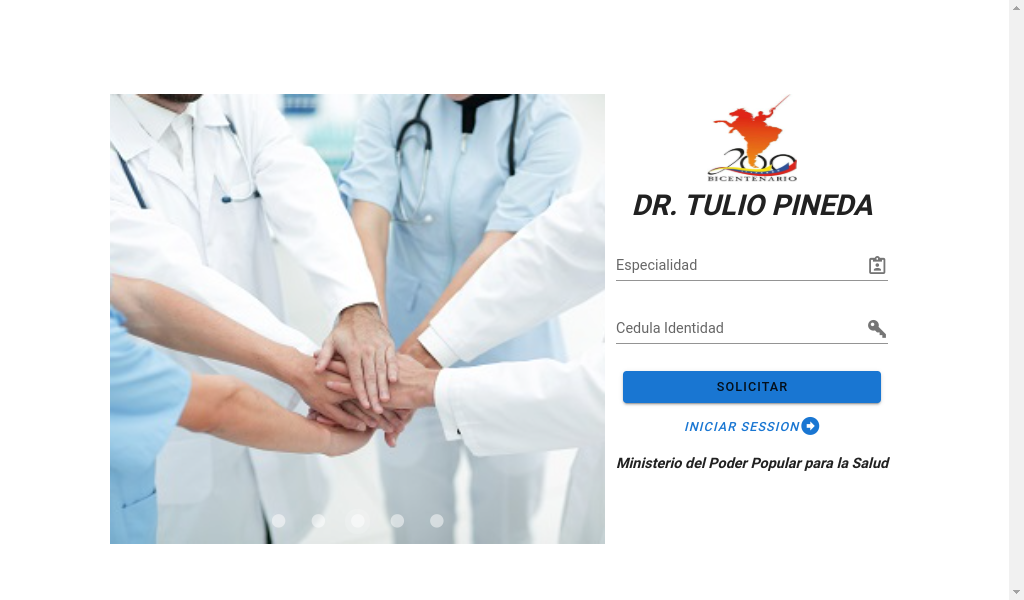 200
BICENTENARIO
DR. TULIO PINEDA
Especialidad
Cedula Identidad
SOLICITAR
INICIAR SESSION
Ministerio del Poder Popular para la Salud